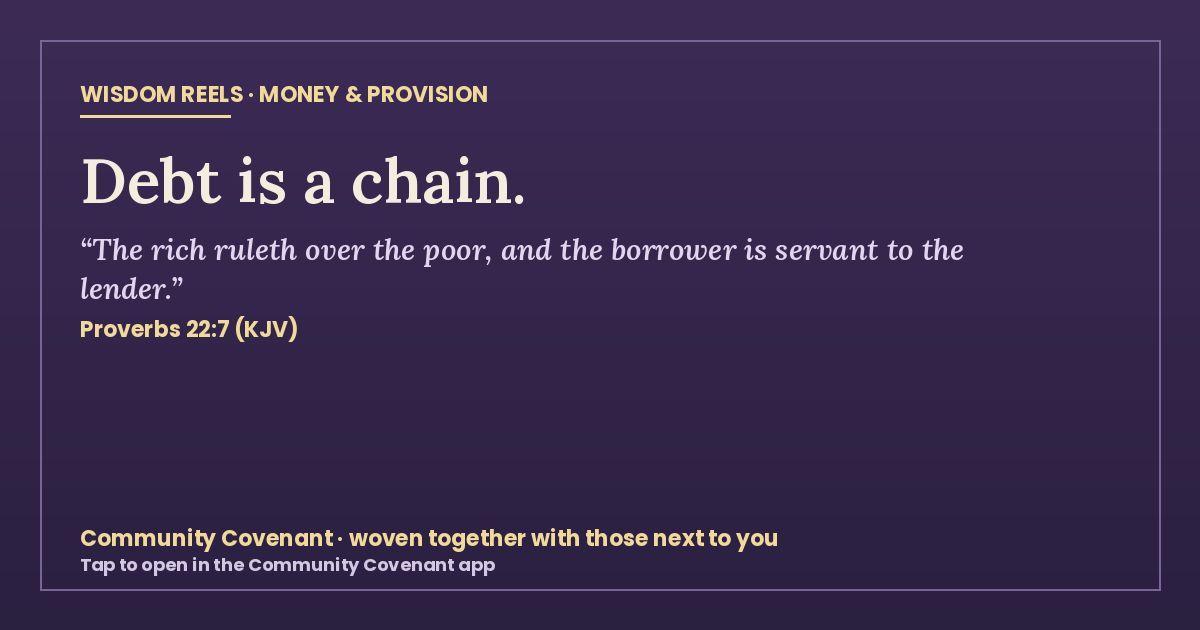 WISDOM REELS · MONEY & PROVISION
Debt is a chain.
“The rich ruleth over the poor, and the borrower is servant to the
lender.”
Proverbs 22:7 (KJV)
Community Covenant · woven together with those next to you
Tap to open in the Community Covenant app